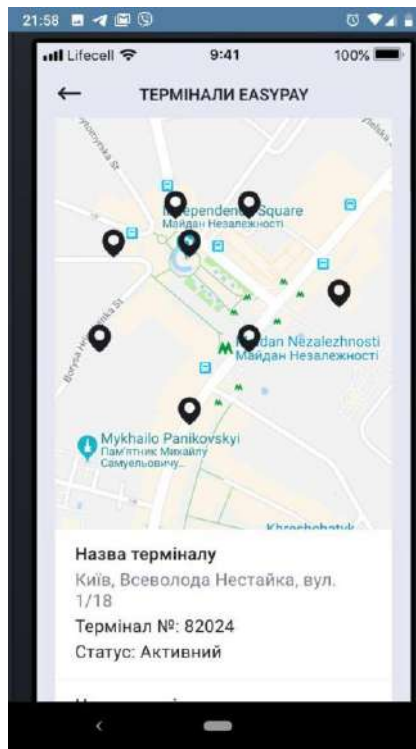 21:58
Lifecell
9:41
100%
ТЕРМІНАЛИ EASYPAY
Independence Square
Майдан Незалежності
Maidan Nezalezhnosti
Майдан Незалежності
Mykhailo Panikovskyi
Пам'ятник Михайлу
Самуельовичу...
Khreshchatyk
Назва терміналу
Київ, Всеволода Нестайка, вул.
1/18
Термінал №: 82024
Статус: Активний